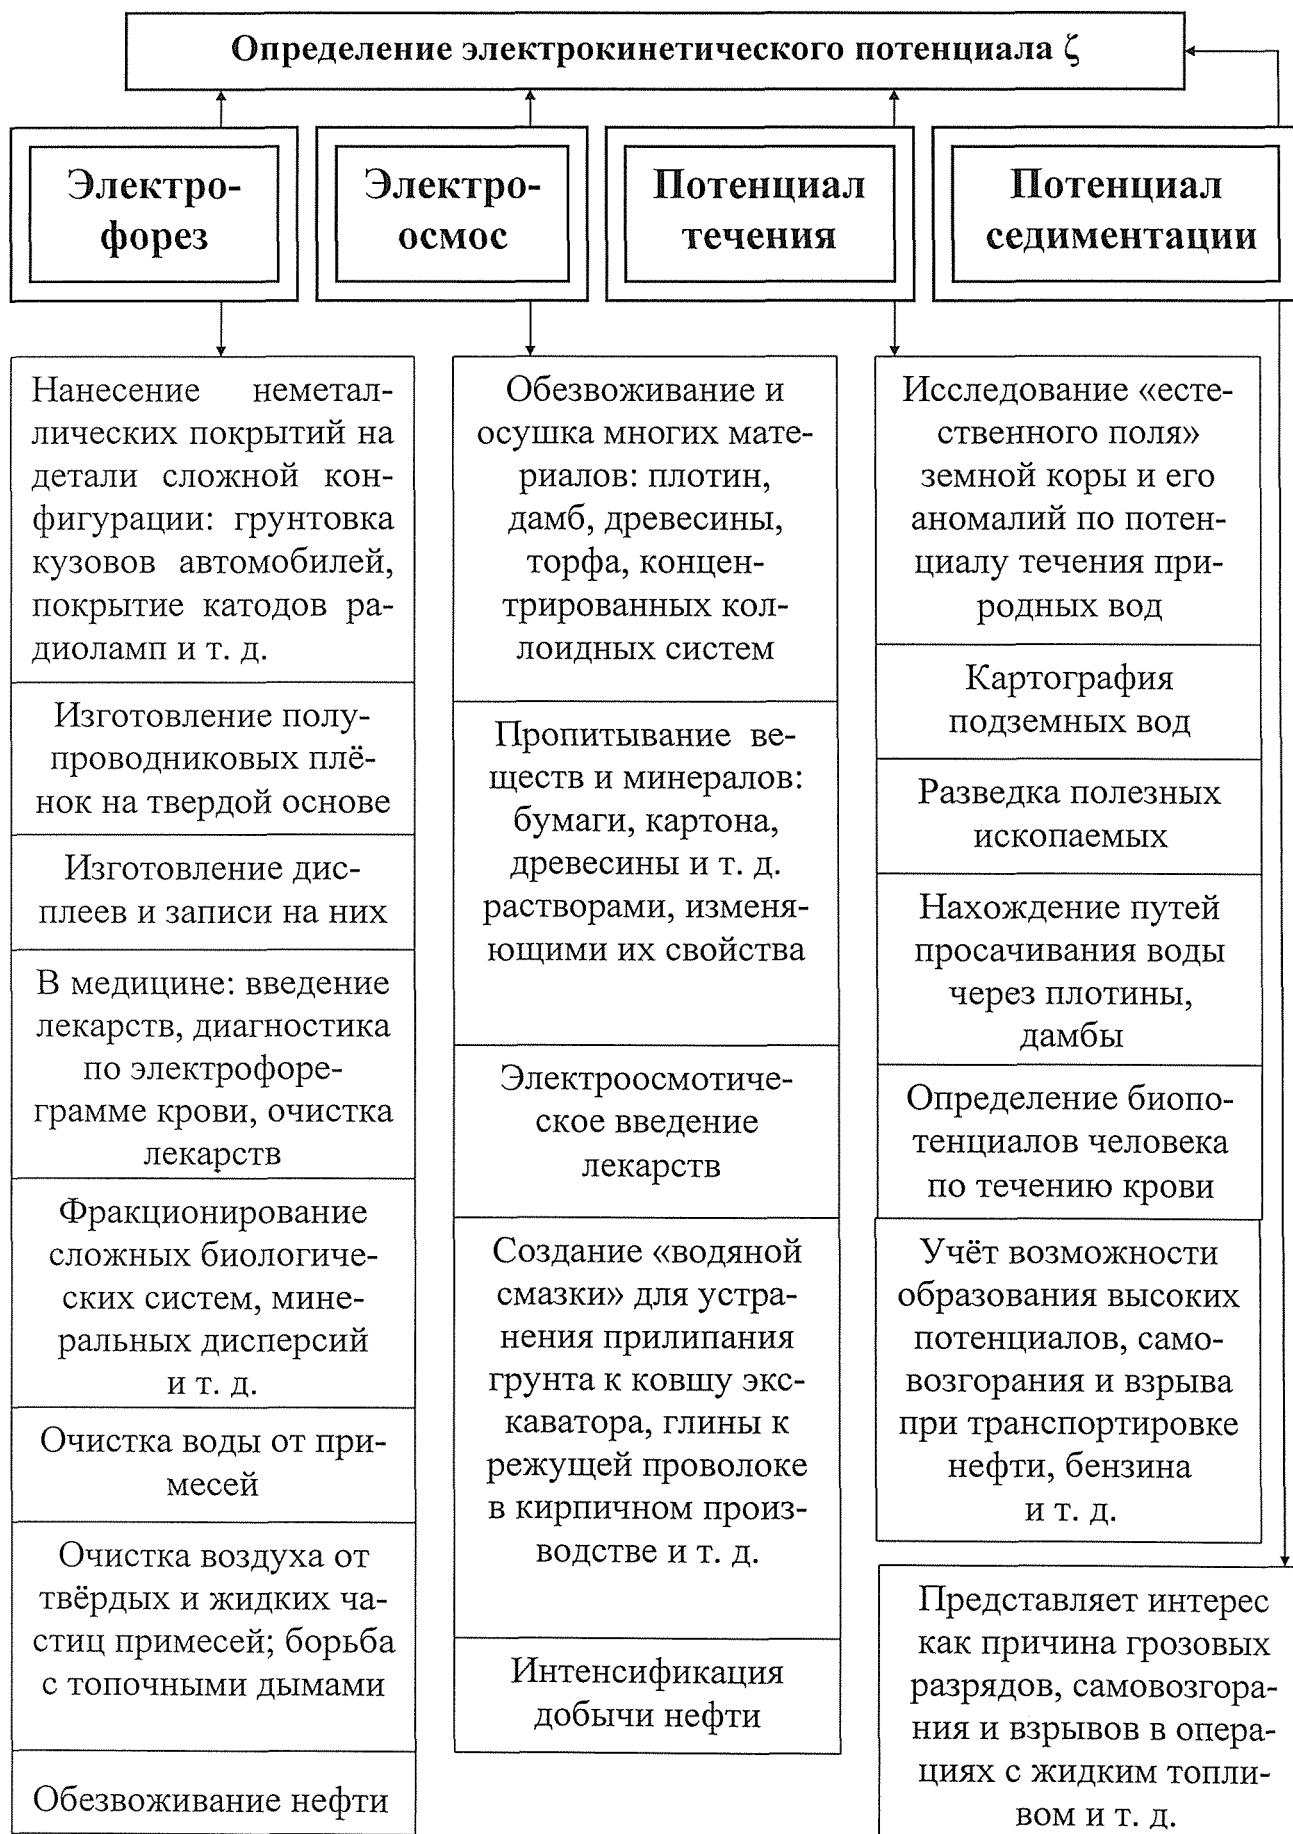 Определение электрокинетического потенциала ζ
Электро-
форез
Электро-
осмос
Потенциал
течения
Потенциал
седиментации
Нанесение неметал-
лических покрытий на
детали сложной кон-
фигурации: грунтовка
кузовов автомобилей,
покрытие катодов ра-
диоламп и т. д.
Изготовление полу-
проводниковых плё-
нок на твердой основе
Изготовление дис-
плеев и записи на них
В медицине: введение
лекарств, диагностика
по электрофоре-
грамме крови, очистка
лекарств
Фракционирование
сложных биологиче-
ских систем, мине-
ральных дисперсий
и т. д.
Очистка воды от при-
месей
Очистка воздуха от
твёрдых и жидких ча-
стиц примесей; борьба
с топочными дымами
Обезвоживание нефти
Обезвоживание и
осушка многих мате-
риалов: плотин,
дамб, древесины,
торфа, концен-
трированных кол-
лоидных систем
Пропитывание ве-
ществ и минералов:
бумаги, картона,
древесины и т. д.
растворами, изменя-
ющими их свойства
Электроосмотиче-
ское введение
лекарств
Создание «водяной
смазки» для устра-
нения прилипания
грунта к ковшу экс-
каватора, глины к
режущей проволоке
в кирпичном произ-
водстве и т. д.
Интенсификация
добычи нефти
Исследование «есте-
ственного поля»
земной коры и его
аномалий по потен-
циалу течения при-
родных вод
Картография
подземных вод
Разведка полезных
ископаемых
Нахождение путей
просачивания воды
через плотины,
дамбы
Определение биопо-
тенциалов человека
по течению крови
Учёт возможности
образования высоких
потенциалов, само-
возгорания и взрыва
при транспортировке
нефти, бензина
и т. д.
Представляет интерес
как причина грозовых
разрядов, самовозгора-
ния и взрывов в опера-
циях с жидким топли-
вом и т. д.